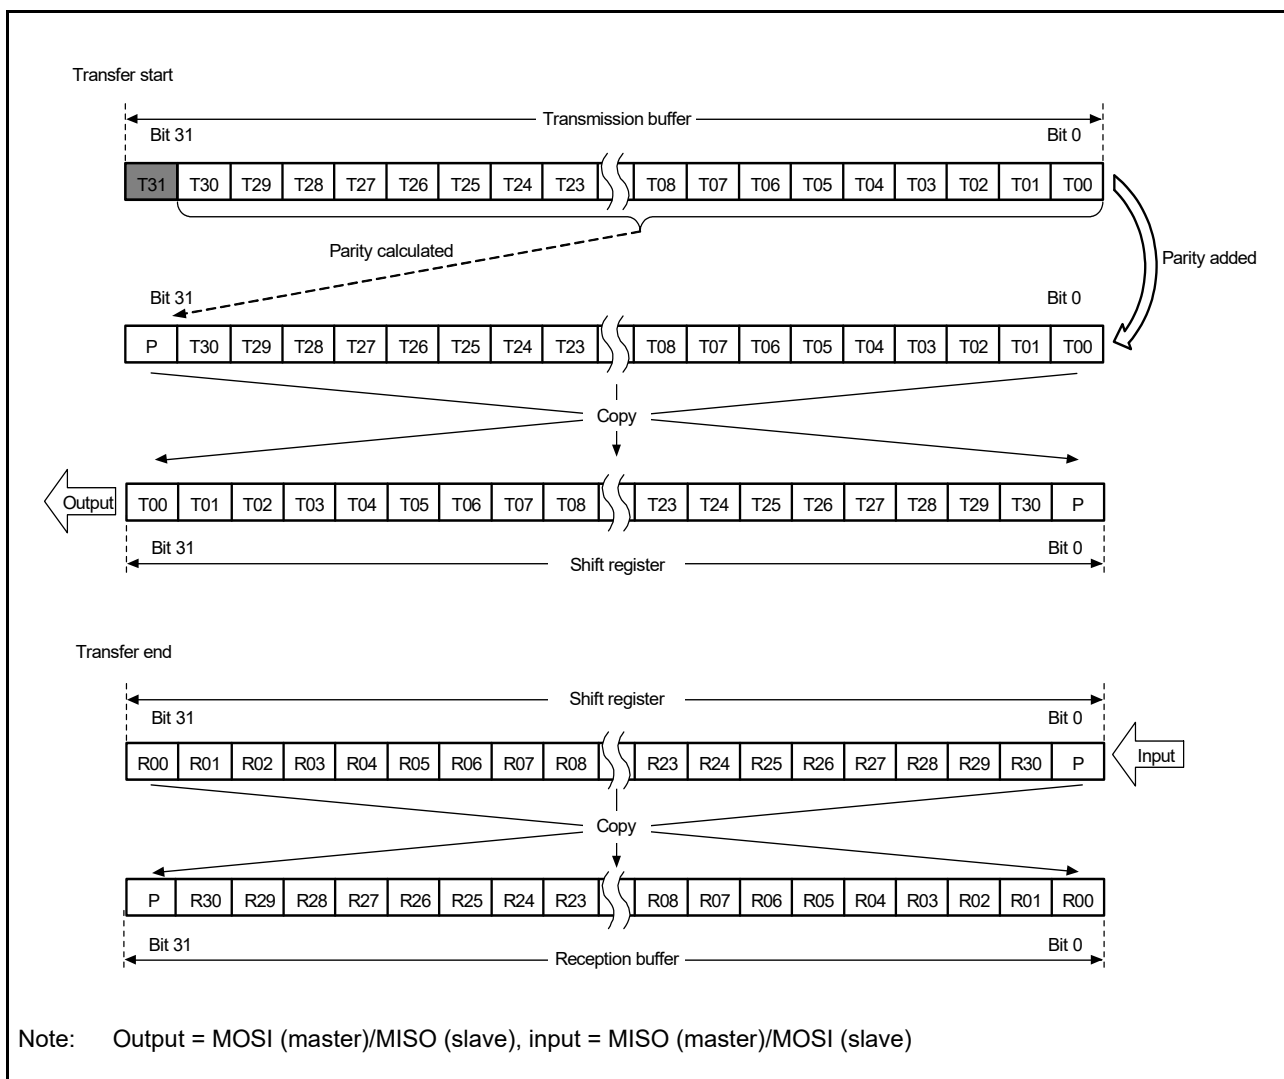 Transfer start
Transmission buffer
Bit 31 Bit 0
T31 T30 T29 T28 T27 T26 T25 T24 T23 T08 T07 T06 T05 T04 T03 T02 T01 T00
Parity calculated
Parity added
Bit 31 Bit 0
P T30 T29 T28 T27 T26 T25 T24 T23 T08 T07 T06 T05 T04 T03 T02 T01 T00
Copy
Output T00 T01 T02 T03 T04 T05 T06 T07 T08 T23 T24 T25 T26 T27 T28 T29 T30 P
Bit 31 Bit 0
Shift register
Transfer end
Shift register
Bit 31 Bit 0
R00 R01 R02 R03 R04 R05 R06 R07 R08 R23 R24 R25 R26 R27 R28 R29 R30 P Input
Copy
P R30 R29 R28 R27 R26 R25 R24 R23 R08 R07 R06 R05 R04 R03 R02 R01 R00
Bit 31 Bit 0
Reception buffer
Note: Output = MOSI (master)/MISO (slave), input = MISO (master)/MOSI (slave)